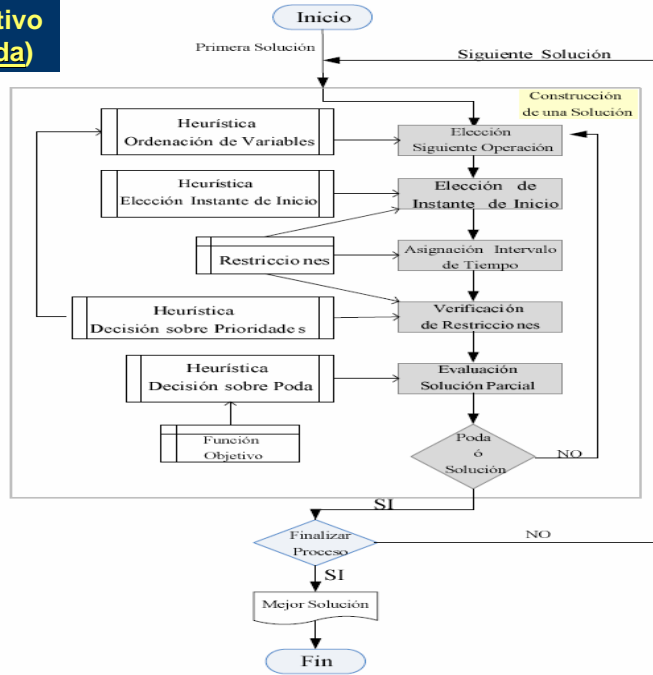 tivo
da)
Inicio
Primera Solución
Siguiente Solución
Construcción
de una Solución
Heurística
Ordenación de Variables
Elección
Siguiente Operación
Heurística
Elección Instante de Inicio
Elección de
Instante de Inicio
Restricciones
Asignación Intervalo
de Tiempo
Heurística
Decisión sobre Prioridades
Verificación
de Restricciones
Heurística
Decisión sobre Poda
Evaluación
Solución Parcial
Función
Objetivo
Poda
ó
Solución
NO
SI
Finalizar
Proceso
NO
SI
Mejor Solución
Fin